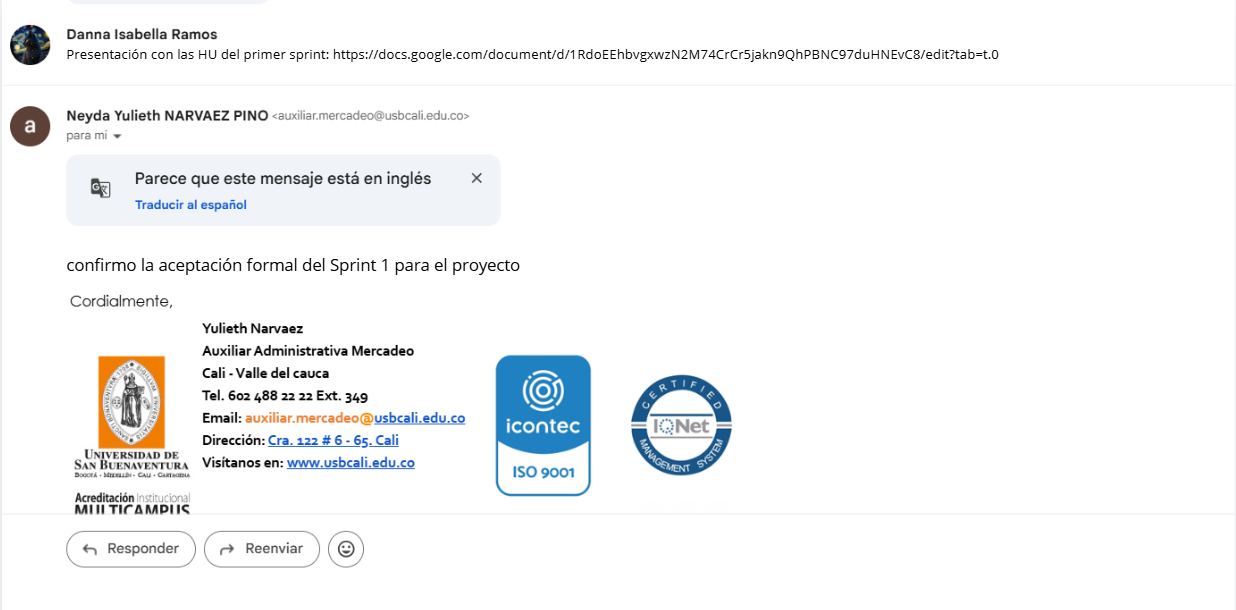 Danna Isabella Ramos
Presentación con las HU del primer sprint: https://docs.google.com/document/d/1RdoEEhbvgxwzN2M74CrCr5jakn9QhPBNC97duHNEvC8/edit?tab=t.0
a
Neyda Yulieth NARVAEZ PINO <auxiliar.mercadeo@usbcali.edu.co>
para mí
Parece que este mensaje está en inglés
Traducir al español
confirmo la aceptación formal del Sprint 1 para el proyecto
Cordialmente,
Yulieth Narvaez
Auxiliar Administrativa Mercadeo
Cali - Valle del cauca
Tel. 602 488 22 22 Ext. 349
Email: auxiliar.mercadeo@usbcali.edu.co
Dirección: Cra. 122 # 6 - 65. Cali
Visítanos en: www.usbcali.edu.co
UNIVERSIDAD DE
SAN BUENAVENTURA
BOGOTÁ - MEDELLÍN - CALI - CARTAGENA
Acreditación Institucional
MULTICAMPUS
icontec
ISO 9001
CERTIFIED
IQNet
MANAGEMENT SYSTEM
Responder
Reenviar